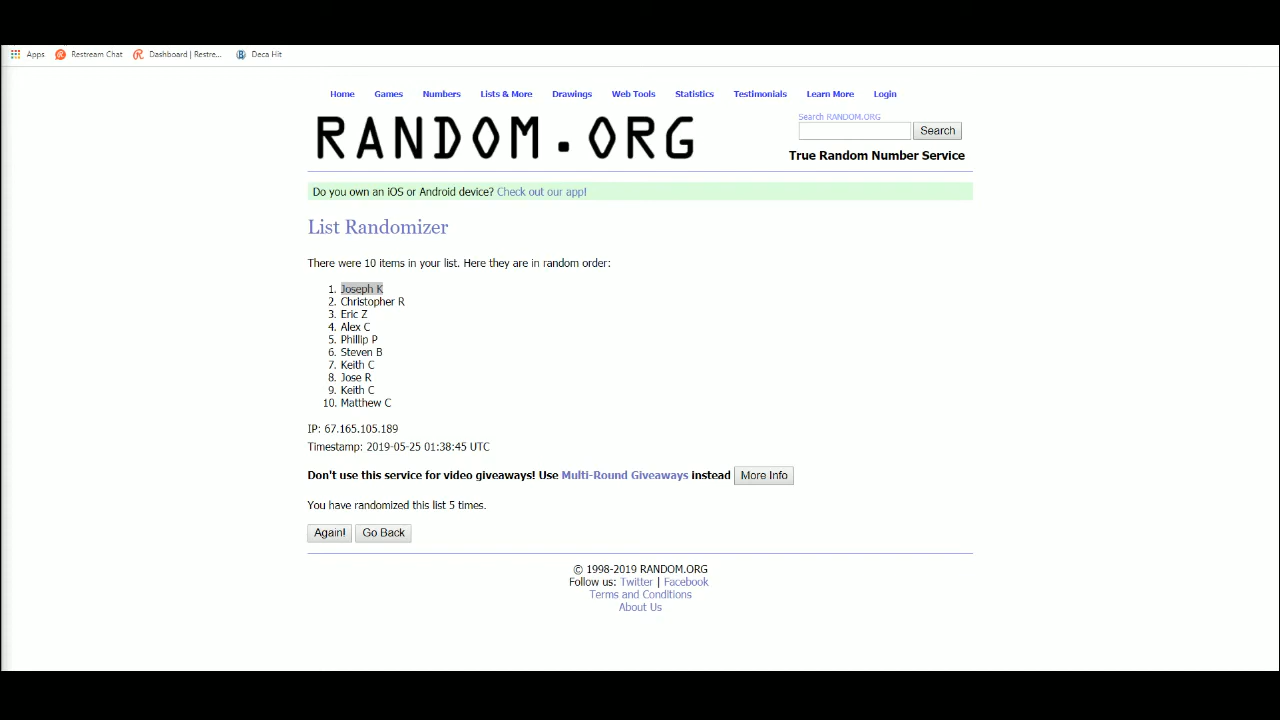 Apps Restream Chat Dashboard | Restre... Deca Hit
Home Games Numbers Lists & More Drawings Web Tools Statistics Testimonials Learn More Login
RANDOM.ORG
Search RANDOM.ORG
Search
True Random Number Service
Do you own an iOS or Android device? Check out our app!
List Randomizer
There were 10 items in your list. Here they are in random order:
1. Joseph K
2. Christopher R
3. Eric Z
4. Alex C
5. Phillip P
6. Steven B
7. Keith C
8. Jose R
9. Keith C
10. Matthew C
IP: 67.165.105.189
Timestamp: 2019-05-25 01:38:45 UTC
Don't use this service for video giveaways! Use Multi-Round Giveaways instead More Info
You have randomized this list 5 times.
Again! Go Back
© 1998-2019 RANDOM.ORG
Follow us: Twitter | Facebook
Terms and Conditions
About Us